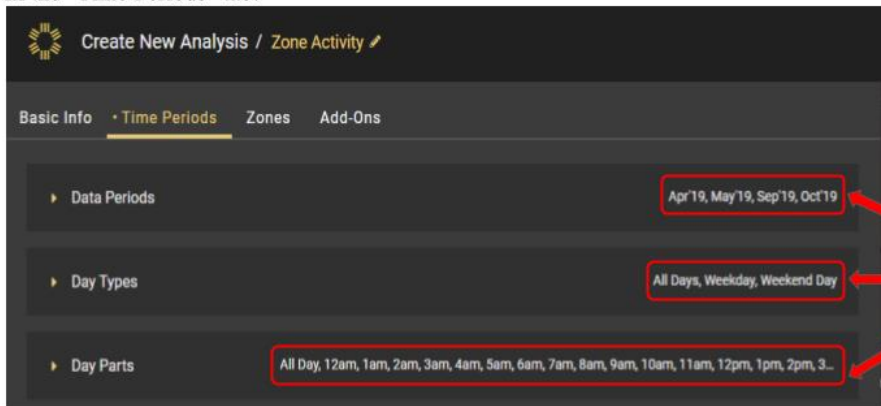 Create New Analysis / Zone Activity
Basic Info • Time Periods Zones Add-Ons
Data Periods Apr'19, May'19, Sep'19, Oct'19
Day Types All Days, Weekday, Weekend Day
Day Parts All Day, 12am, 1am, 2am, 3am, 4am, 5am, 6am, 7am, 8am, 9am, 10am, 11am, 12pm, 1pm, 2pm, 3...